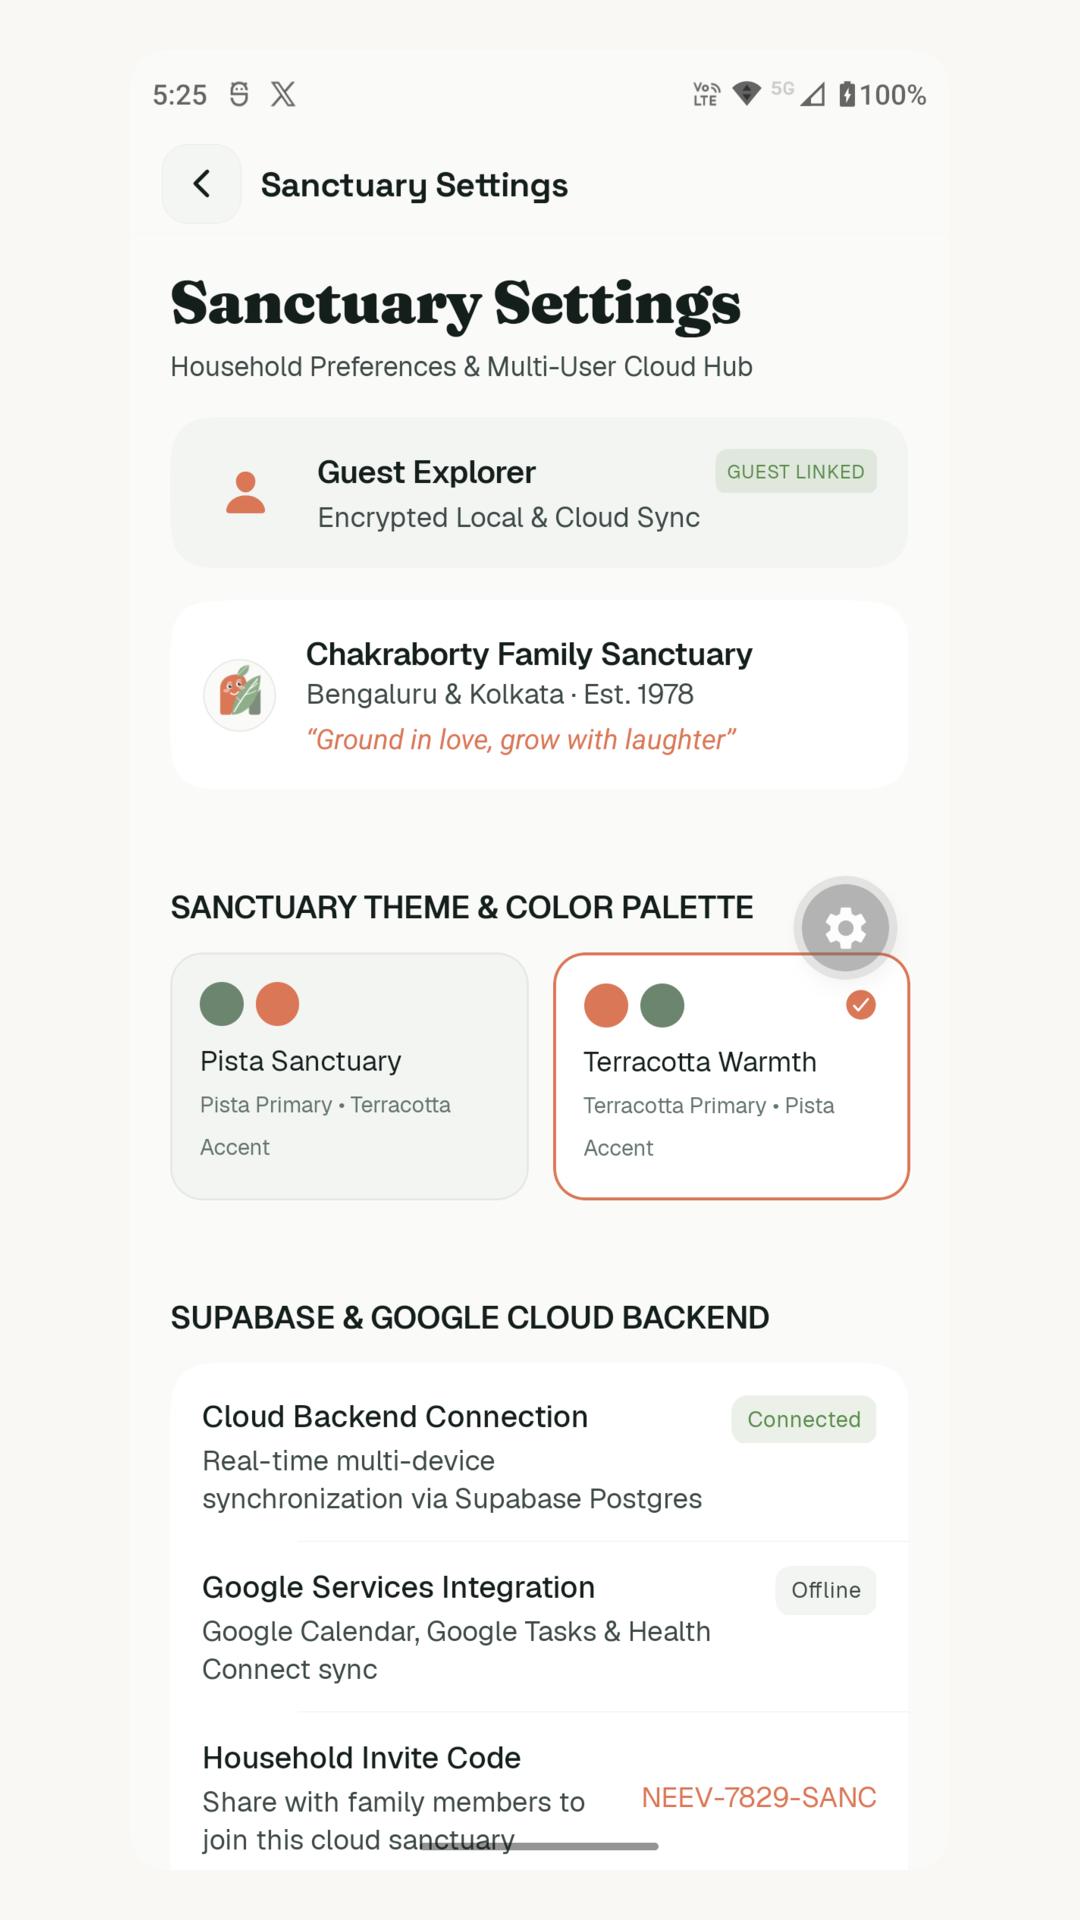 5:25
Vo LTE 5G 100%
Sanctuary Settings
Sanctuary Settings
Household Preferences & Multi-User Cloud Hub
Guest Explorer
GUEST LINKED
Encrypted Local & Cloud Sync
Chakraborty Family Sanctuary
Bengaluru & Kolkata · Est. 1978
“Ground in love, grow with laughter”
SANCTUARY THEME & COLOR PALETTE
Pista Sanctuary
Pista Primary • Terracotta
Accent
Terracotta Warmth
Terracotta Primary • Pista
Accent
SUPABASE & GOOGLE CLOUD BACKEND
Cloud Backend Connection
Connected
Real-time multi-device
synchronization via Supabase Postgres
Google Services Integration
Offline
Google Calendar, Google Tasks & Health
Connect sync
Household Invite Code
Share with family members to
join this cloud sanctuary
NEEV-7829-SANC